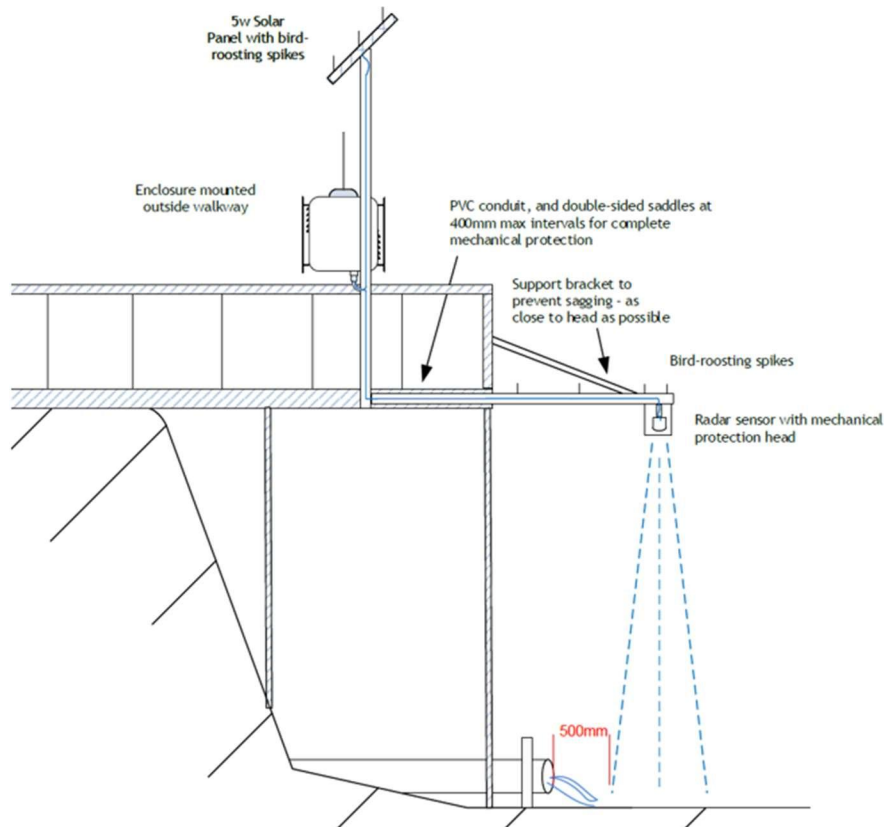 5w Solar
Panel with bird-
roosting spikes
Enclosure mounted
outside walkway
PVC conduit, and double-sided saddles at
400mm max intervals for complete
mechanical protection
Support bracket to
prevent sagging - as
close to head as possible
Bird-roosting spikes
Radar sensor with mechanical
protection head
500mm